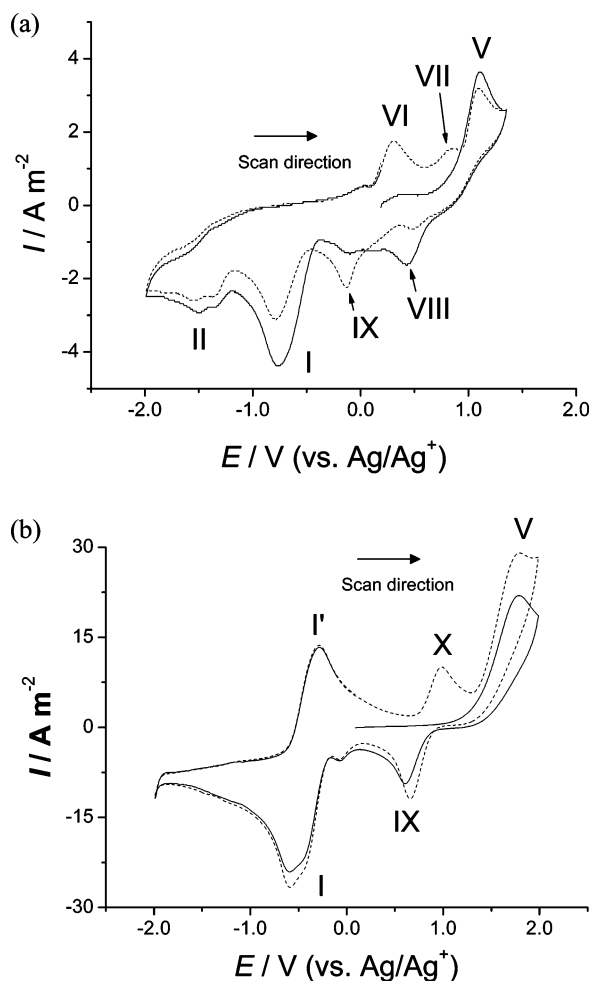 (a)
V
VII
VI
Scan direction
4
2
0
-2
-4
I / A m-2
II
I
IX
VIII
-2.0 -1.0 0.0 1.0 2.0
E / V (vs. Ag/Ag+)
(b)
V
30
15
0
-15
-30
I / A m-2
Scan direction
I'
X
IX
I
-2.0 -1.0 0.0 1.0 2.0
E / V (vs. Ag/Ag+)